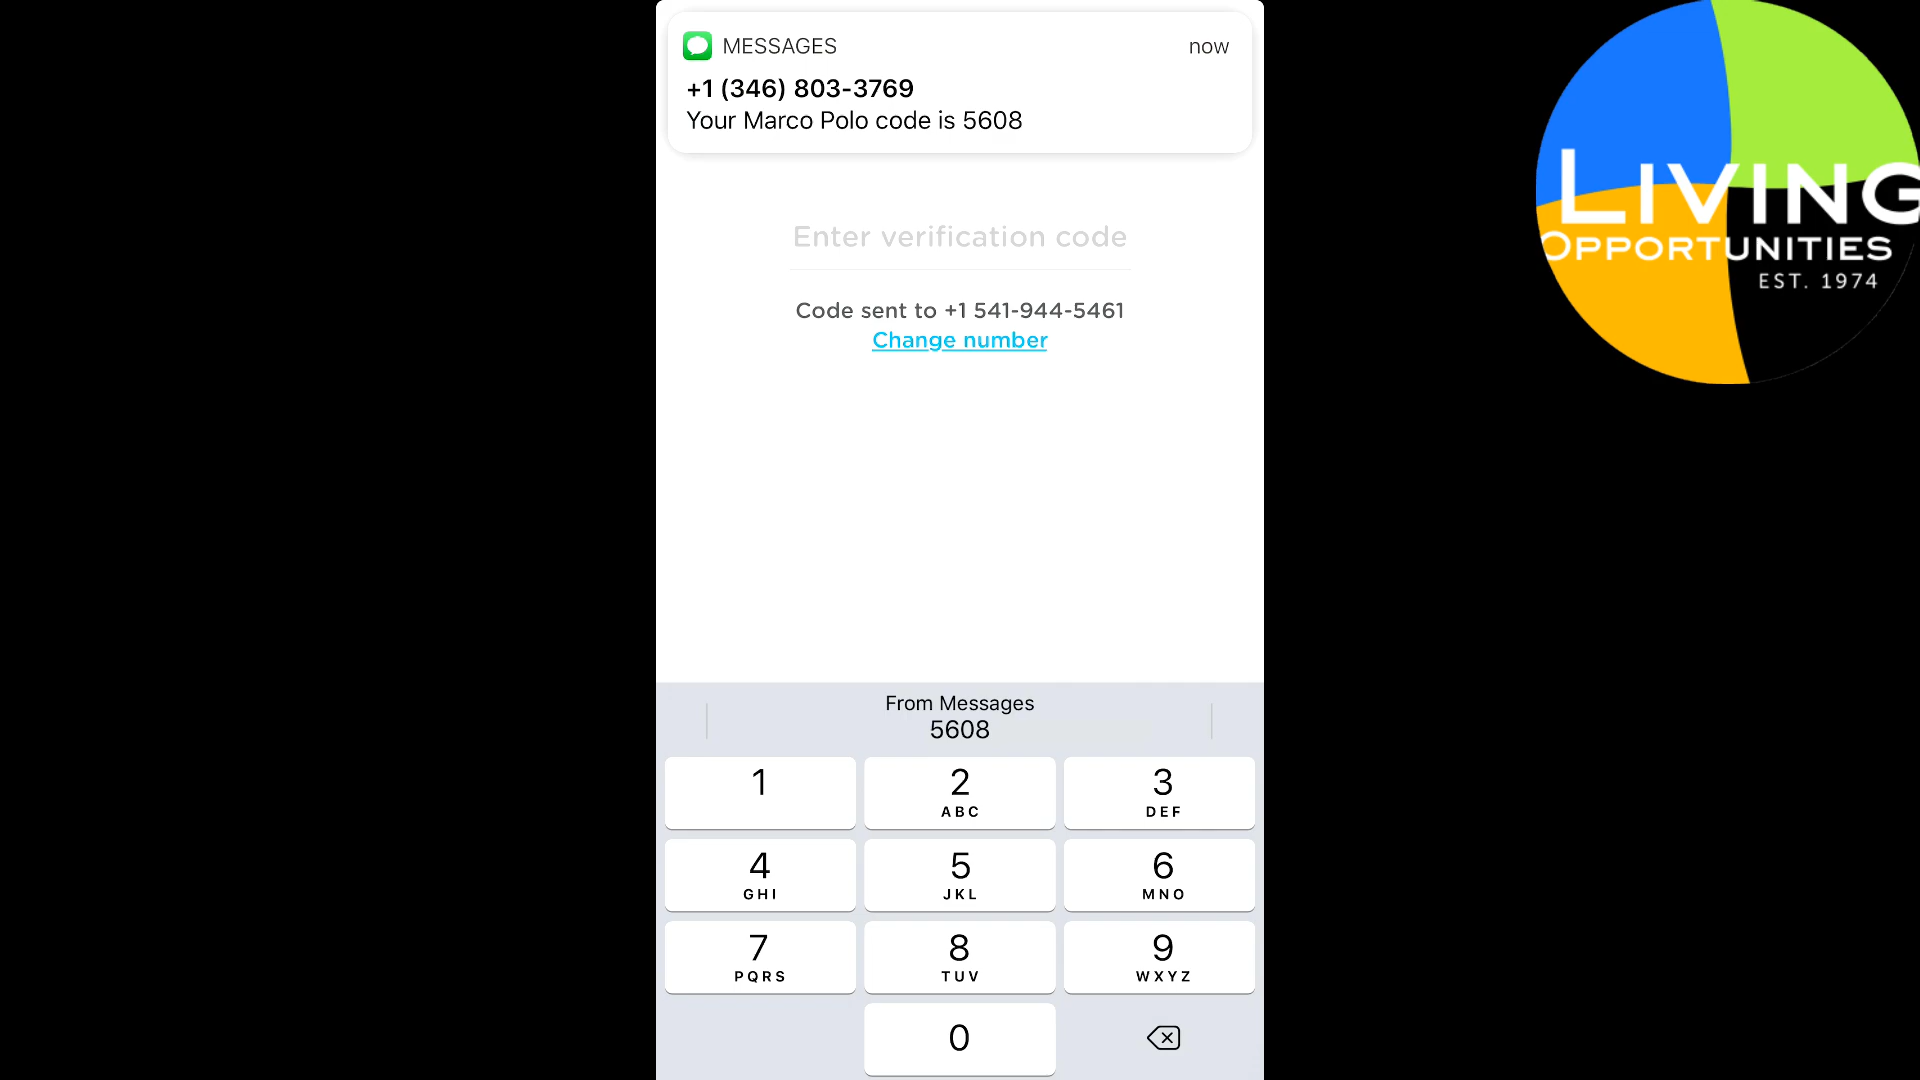 MESSAGES now
+1 (346) 803-3769
Your Marco Polo code is 5608
Enter verification code
Code sent to +1 541-944-5461
Change number
From Messages
5608
1
2
ABC
3
DEF
4
GHI
5
JKL
6
MNO
7
PQRS
8
TUV
9
WXYZ
0
LIVING
OPPORTUNITIES
EST. 1974